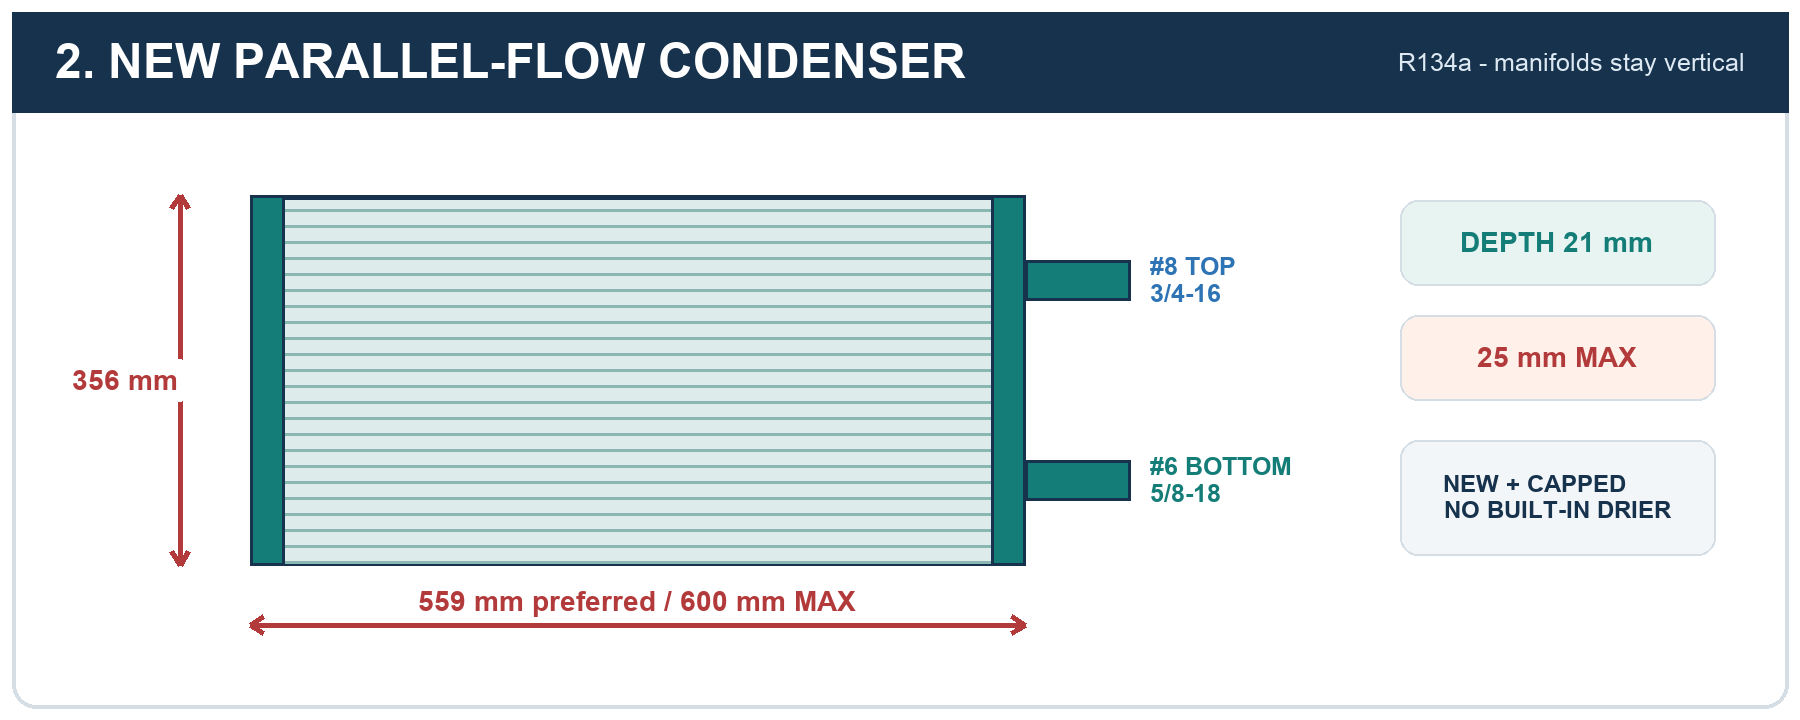 2. NEW PARALLEL-FLOW CONDENSER
R134a - manifolds stay vertical
#8 TOP
3/4-16
DEPTH 21 mm
25 mm MAX
356 mm
#6 BOTTOM
5/8-18
NEW + CAPPED
NO BUILT-IN DRIER
559 mm preferred / 600 mm MAX